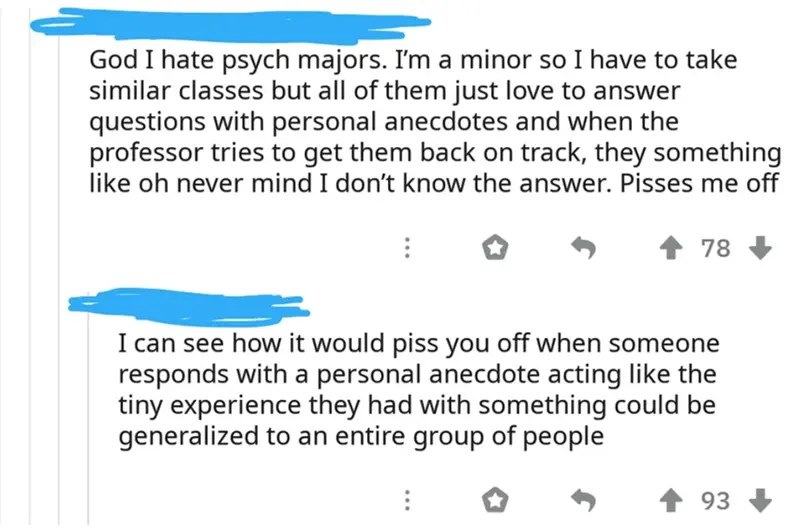 God I hate psych majors. I'm a minor so I have to take
similar classes but all of them just love to answer
questions with personal anecdotes and when the
professor tries to get them back on track, they something
like oh never mind I don't know the answer. Pisses me off
78
I can see how it would piss you off when someone
responds with a personal anecdote acting like the
tiny experience they had with something could be
generalized to an entire group of people
93